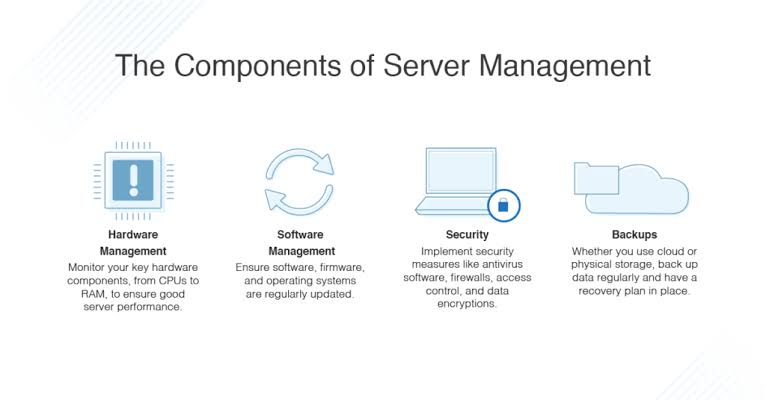 The Components of Server Management
Hardware
Management
Monitor your key hardware
components, from CPUs to
RAM, to ensure good
server performance.
Software
Management
Ensure software, firmware,
and operating systems
are regularly updated.
Security
Implement security
measures like antivirus
software, firewalls, access
control, and data
encryptions.
Backups
Whether you use cloud or
physical storage, back up
data regularly and have a
recovery plan in place.